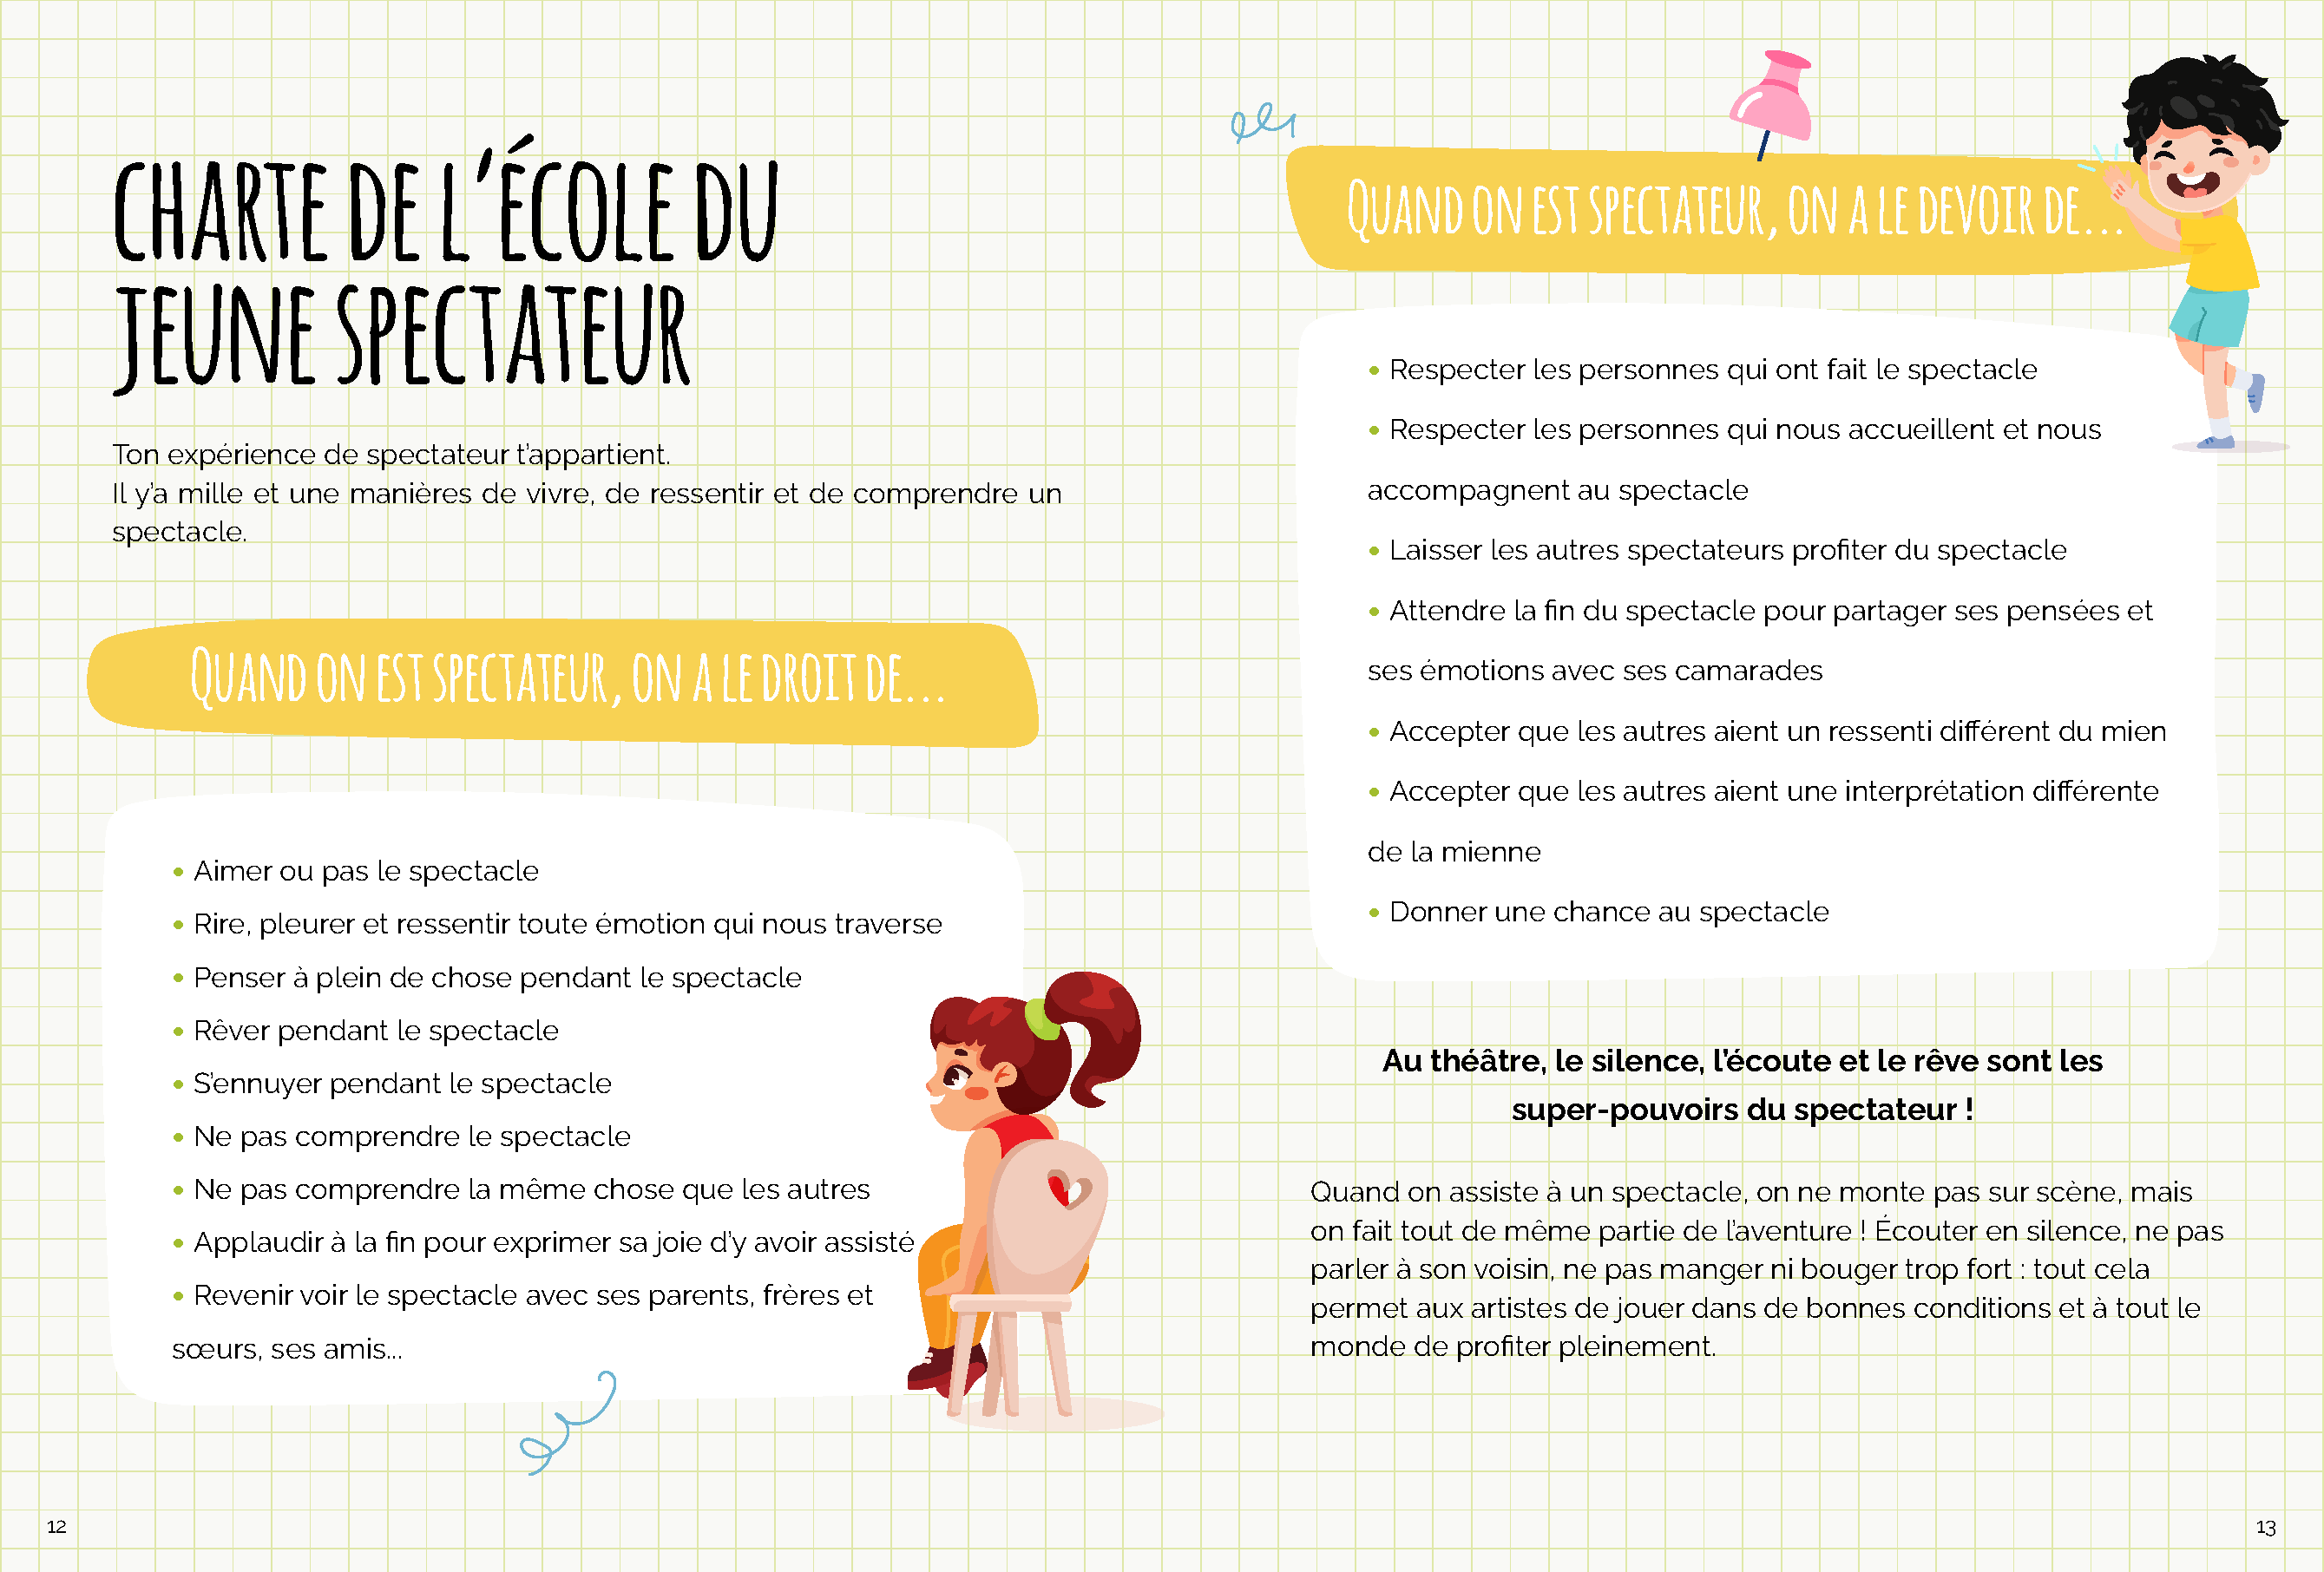 CHARTE DE L'ÉCOLE DU
JEUNE SPECTATEUR
Ton expérience de spectateur t'appartient.
Il y'a mille et une manières de vivre, de ressentir et de comprendre un
spectacle.
QUAND ON EST SPECTATEUR, ON A LE DROIT DE...
• Aimer ou pas le spectacle
• Rire, pleurer et ressentir toute émotion qui nous traverse
• Penser à plein de chose pendant le spectacle
• Rêver pendant le spectacle
• S'ennuyer pendant le spectacle
• Ne pas comprendre le spectacle
• Ne pas comprendre la même chose que les autres
• Applaudir à la fin pour exprimer sa joie d'y avoir assisté
• Revenir voir le spectacle avec ses parents, frères et
sœurs, ses amis...
12
QUAND ON EST SPECTATEUR, ON A LE DEVOIR DE...
• Respecter les personnes qui ont fait le spectacle
• Respecter les personnes qui nous accueillent et nous
accompagnent au spectacle
• Laisser les autres spectateurs profiter du spectacle
• Attendre la fin du spectacle pour partager ses pensées et
ses émotions avec ses camarades
• Accepter que les autres aient un ressenti différent du mien
• Accepter que les autres aient une interprétation différente
de la mienne
• Donner une chance au spectacle
Au théâtre, le silence, l'écoute et le rêve sont les
super-pouvoirs du spectateur !
Quand on assiste à un spectacle, on ne monte pas sur scène, mais
on fait tout de même partie de l'aventure ! Écouter en silence, ne pas
parler à son voisin, ne pas manger ni bouger trop fort : tout cela
permet aux artistes de jouer dans de bonnes conditions et à tout le
monde de profiter pleinement.
13